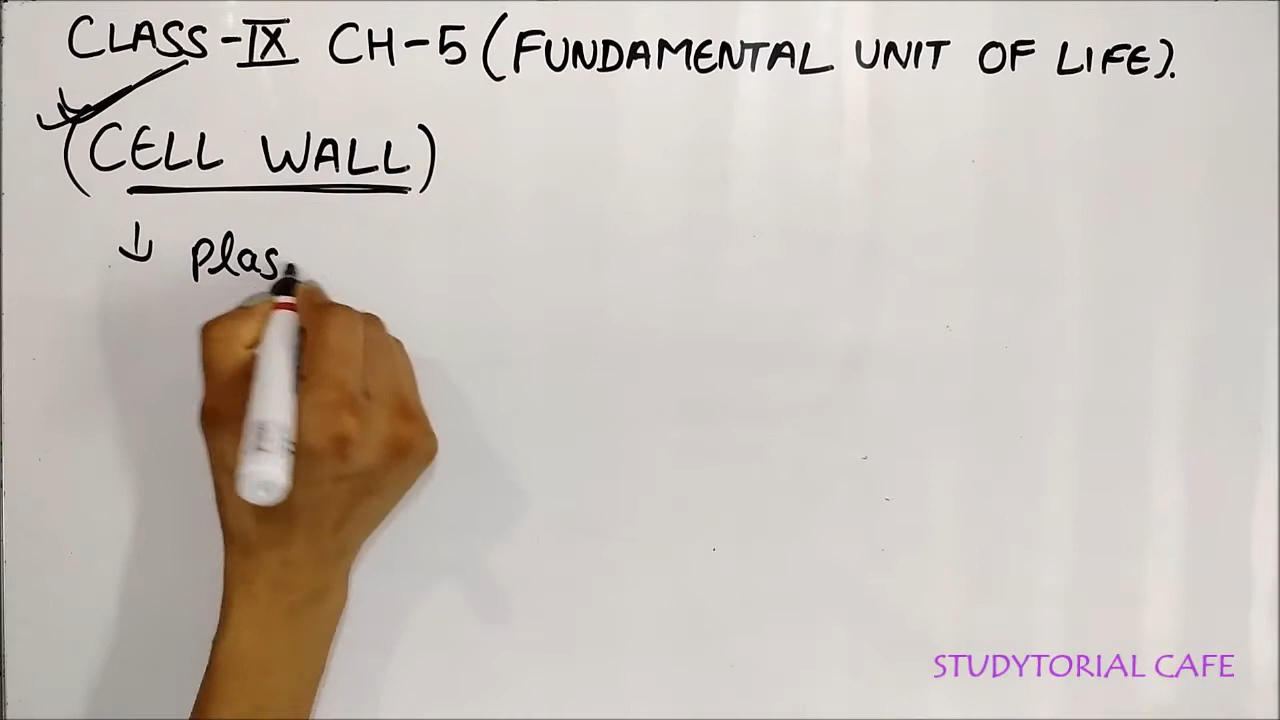 CLASS-IX CH-5 (FUNDAMENTAL UNIT OF LIFE).
(CELL WALL)
↓ Plas
STUDYTORIAL CAFE